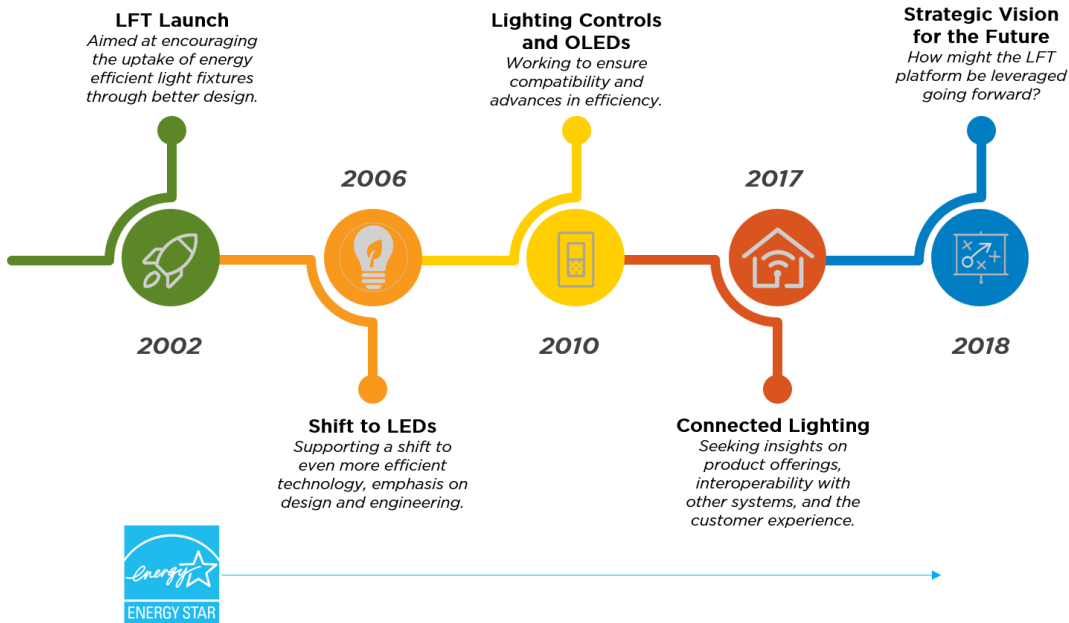 LFT Launch
Aimed at encouraging
the uptake of energy
efficient light fixtures
through better design.
2002
2006
Shift to LEDs
Supporting a shift to
even more efficient
technology, emphasis on
design and engineering.
Lighting Controls
and OLEDs
Working to ensure
compatibility and
advances in efficiency.
2010
2017
Connected Lighting
Seeking insights on
product offerings,
interoperability with
other systems, and the
customer experience.
Strategic Vision
for the Future
How might the LFT
platform be leveraged
going forward?
2018
energy
ENERGY STAR